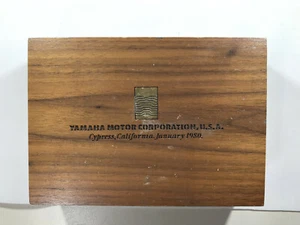 YAMAHA MOTOR CORPORATION, U.S.A.
Cypress, California, January 1980.